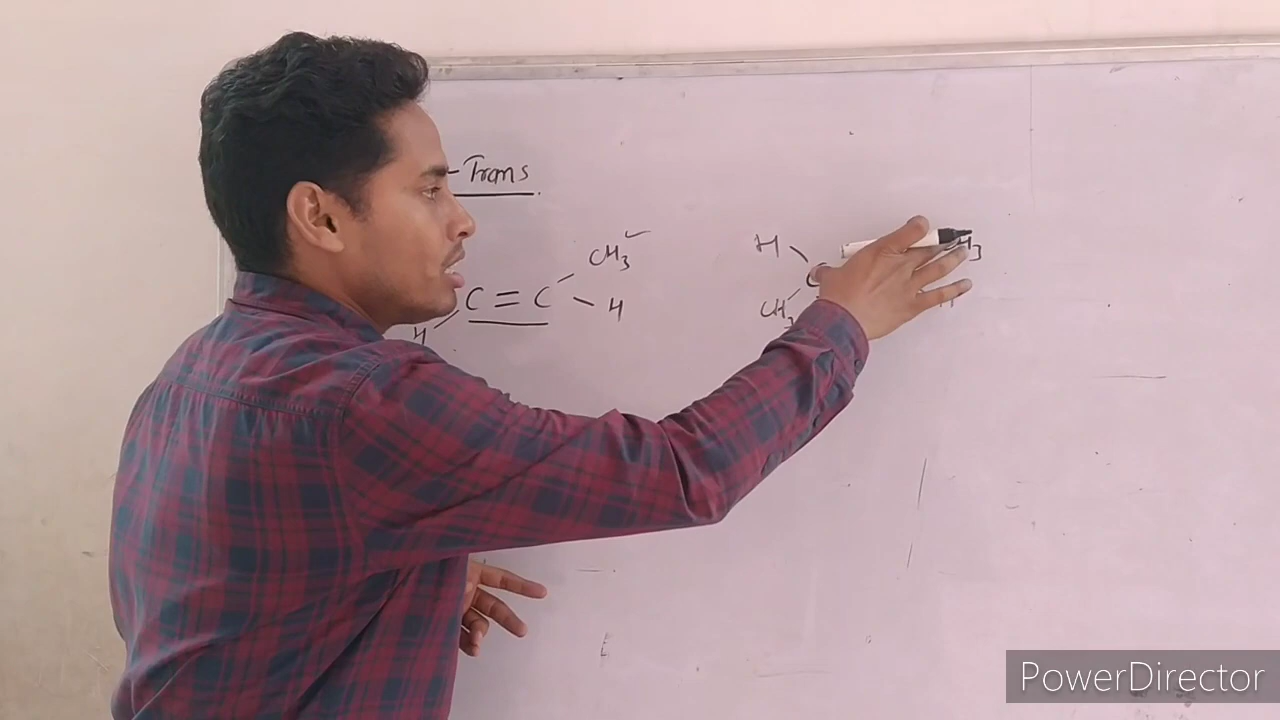 -Trans
CH3 H
C = C
H H
CH3
PowerDirector